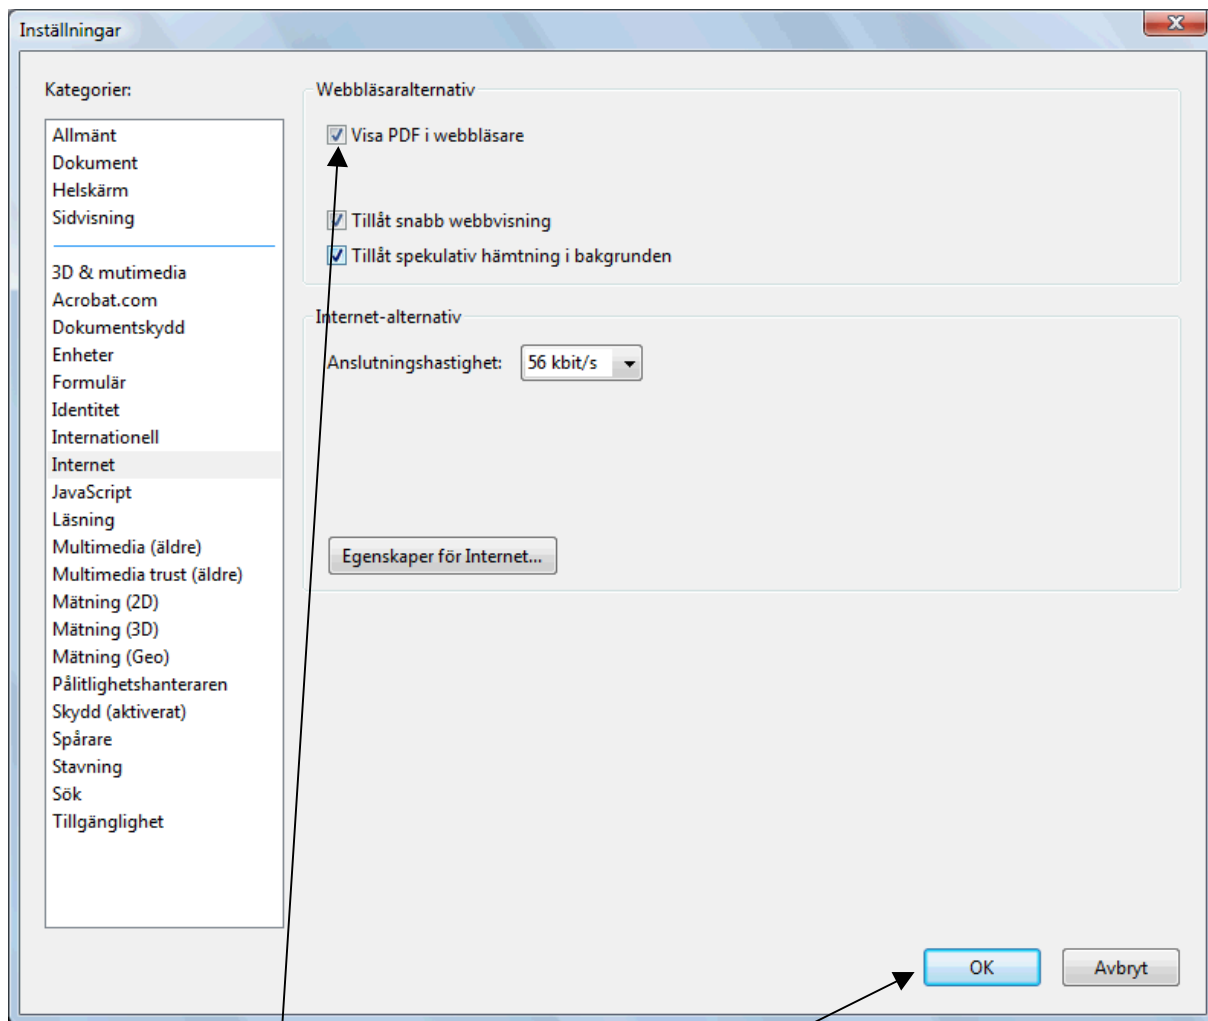 Inställningar
Kategorier:
Allmänt
Dokument
Helskärm
Sidvisning
3D & mutimedia
Acrobat.com
Dokumentskydd
Enheter
Formulär
Identitet
Internationell
Internet
JavaScript
Läsning
Multimedia (äldre)
Multimedia trust (äldre)
Mätning (2D)
Mätning (3D)
Mätning (Geo)
Pålitlighetshanteraren
Skydd (aktiverat)
Spårare
Stavning
Sök
Tillgänglighet
Webbläsaralternativ
Visa PDF i webbläsare
Tillåt snabb webbvisning
Tillåt spekulativ hämtning i bakgrunden
Internet-alternativ
Anslutningshastighet: 56 kbit/s
Egenskaper för Internet...
OK Avbryt